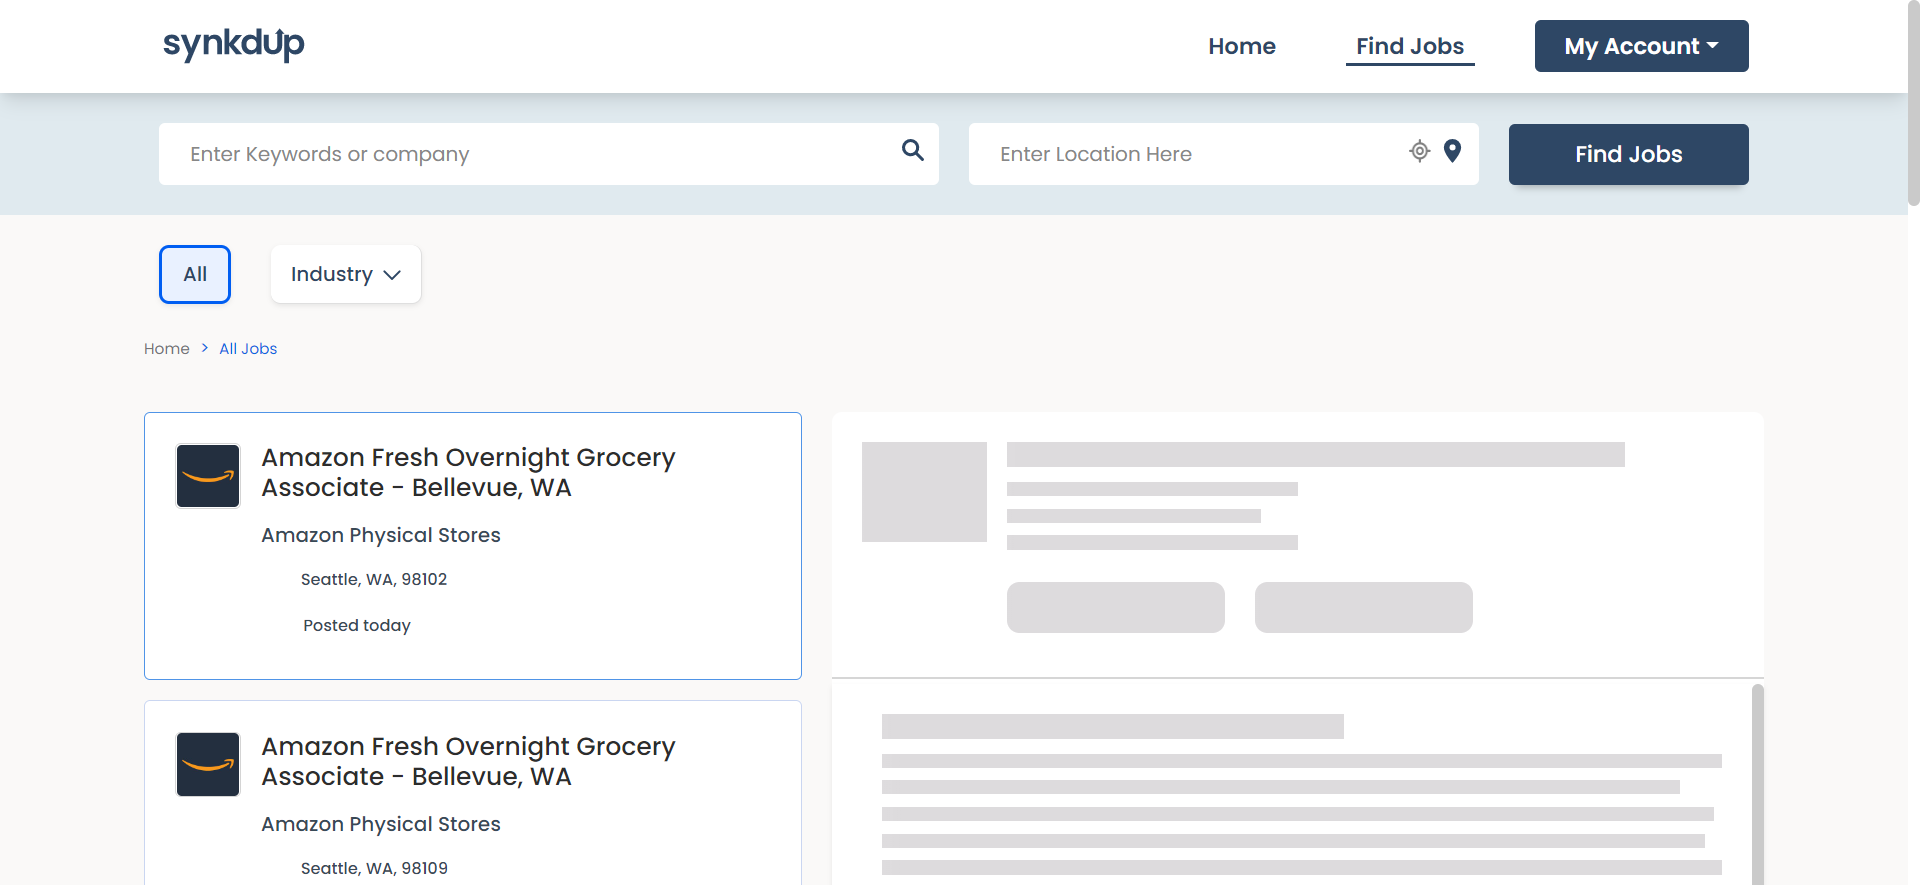 synkdup
Home
Find Jobs
My Account
Enter Keywords or company
Enter Location Here
Find Jobs
All
Industry
Home > All Jobs
Amazon Fresh Overnight Grocery
Associate - Bellevue, WA
Amazon Physical Stores
Seattle, WA, 98102
Posted today
Amazon Fresh Overnight Grocery
Associate - Bellevue, WA
Amazon Physical Stores
Seattle, WA, 98109